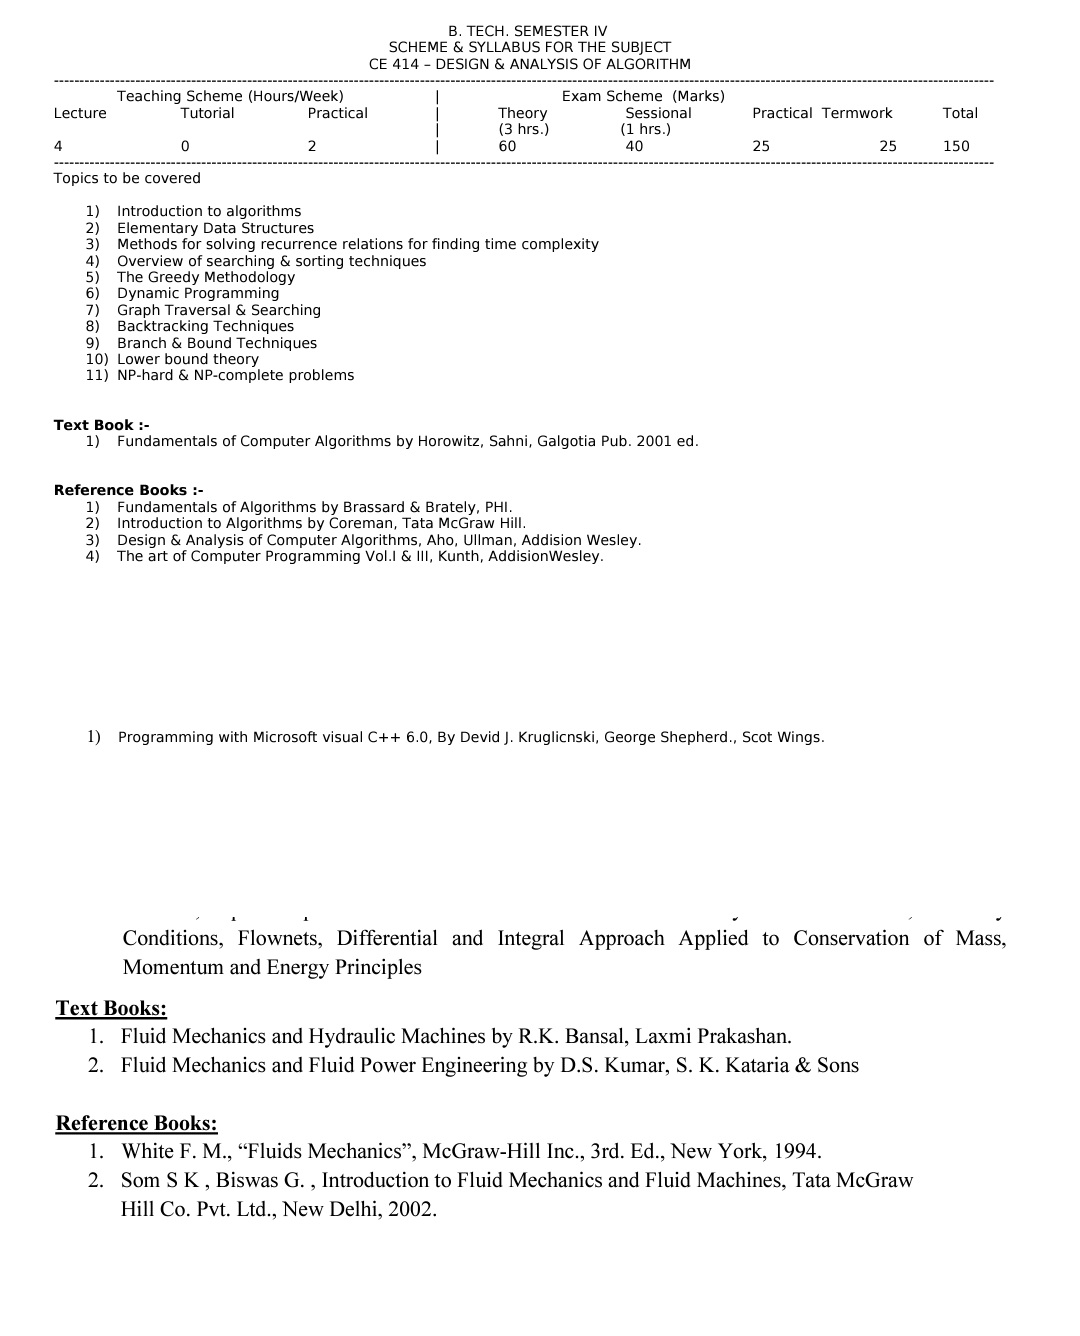 B. TECH. SEMESTER IV
SCHEME & SYLLABUS FOR THE SUBJECT
CE 414 – DESIGN & ANALYSIS OF ALGORITHM
Teaching Scheme (Hours/Week) | Exam Scheme (Marks)
Lecture Tutorial Practical | Theory Sessional Practical Termwork Total
| (3 hrs.) (1 hrs.)
4 0 2 | 60 40 25 25 150
Topics to be covered
1) Introduction to algorithms
2) Elementary Data Structures
3) Methods for solving recurrence relations for finding time complexity
4) Overview of searching & sorting techniques
5) The Greedy Methodology
6) Dynamic Programming
7) Graph Traversal & Searching
8) Backtracking Techniques
9) Branch & Bound Techniques
10) Lower bound theory
11) NP-hard & NP-complete problems
Text Book :-
1) Fundamentals of Computer Algorithms by Horowitz, Sahni, Galgotia Pub. 2001 ed.
Reference Books :-
1) Fundamentals of Algorithms by Brassard & Brately, PHI.
2) Introduction to Algorithms by Coreman, Tata McGraw Hill.
3) Design & Analysis of Computer Algorithms, Aho, Ullman, Addision Wesley.
4) The art of Computer Programming Vol.I & III, Kunth, AddisionWesley.
1) Programming with Microsoft visual C++ 6.0, By Devid J. Kruglicnski, George Shepherd., Scot Wings.
Conditions, Flownets, Differential and Integral Approach Applied to Conservation of Mass,
Momentum and Energy Principles
Text Books:
1. Fluid Mechanics and Hydraulic Machines by R.K. Bansal, Laxmi Prakashan.
2. Fluid Mechanics and Fluid Power Engineering by D.S. Kumar, S. K. Kataria & Sons
Reference Books:
1. White F. M., “Fluids Mechanics”, McGraw-Hill Inc., 3rd. Ed., New York, 1994.
2. Som S K , Biswas G. , Introduction to Fluid Mechanics and Fluid Machines, Tata McGraw
Hill Co. Pvt. Ltd., New Delhi, 2002.